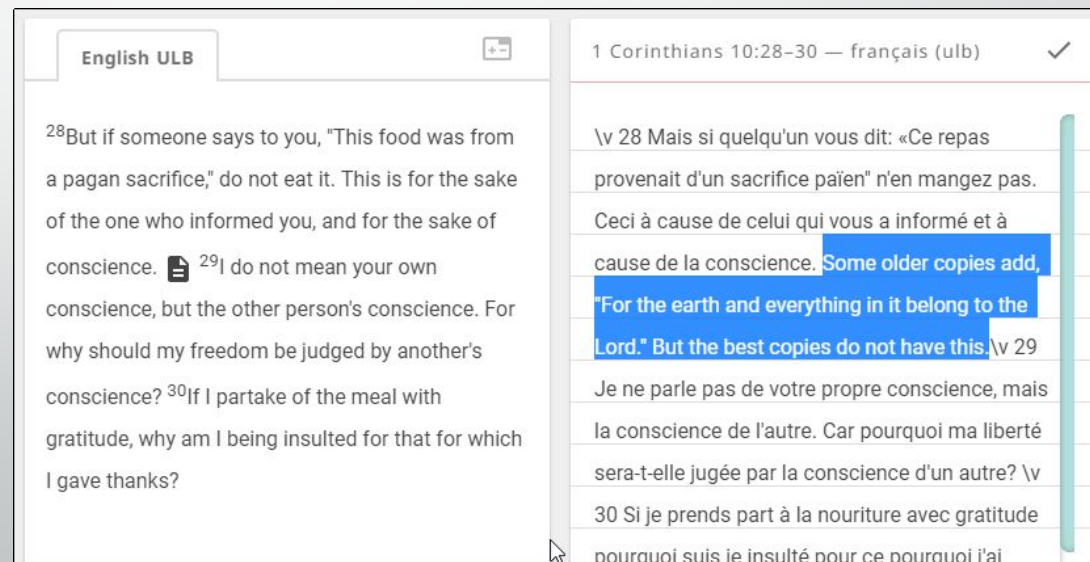 English ULB
28But if someone says to you, "This food was from
a pagan sacrifice," do not eat it. This is for the sake
of the one who informed you, and for the sake of
conscience. 29I do not mean your own
conscience, but the other person's conscience. For
why should my freedom be judged by another's
conscience? 30If I partake of the meal with
gratitude, why am I being insulted for that for which
I gave thanks?
1 Corinthians 10:28–30 — français (ulb)
\v 28 Mais si quelqu'un vous dit: «Ce repas
provenait d'un sacrifice païen" n'en mangez pas.
Ceci à cause de celui qui vous a informé et à
cause de la conscience. Some older copies add,
"For the earth and everything in it belong to the
Lord." But the best copies do not have this.\v 29
Je ne parle pas de votre propre conscience, mais
la conscience de l'autre. Car pourquoi ma liberté
sera-t-elle jugée par la conscience d'un autre? \v
30 Si je prends part à la nouriture avec gratitude
pourquoi suis je insulté pour ce pourquoi j'ai